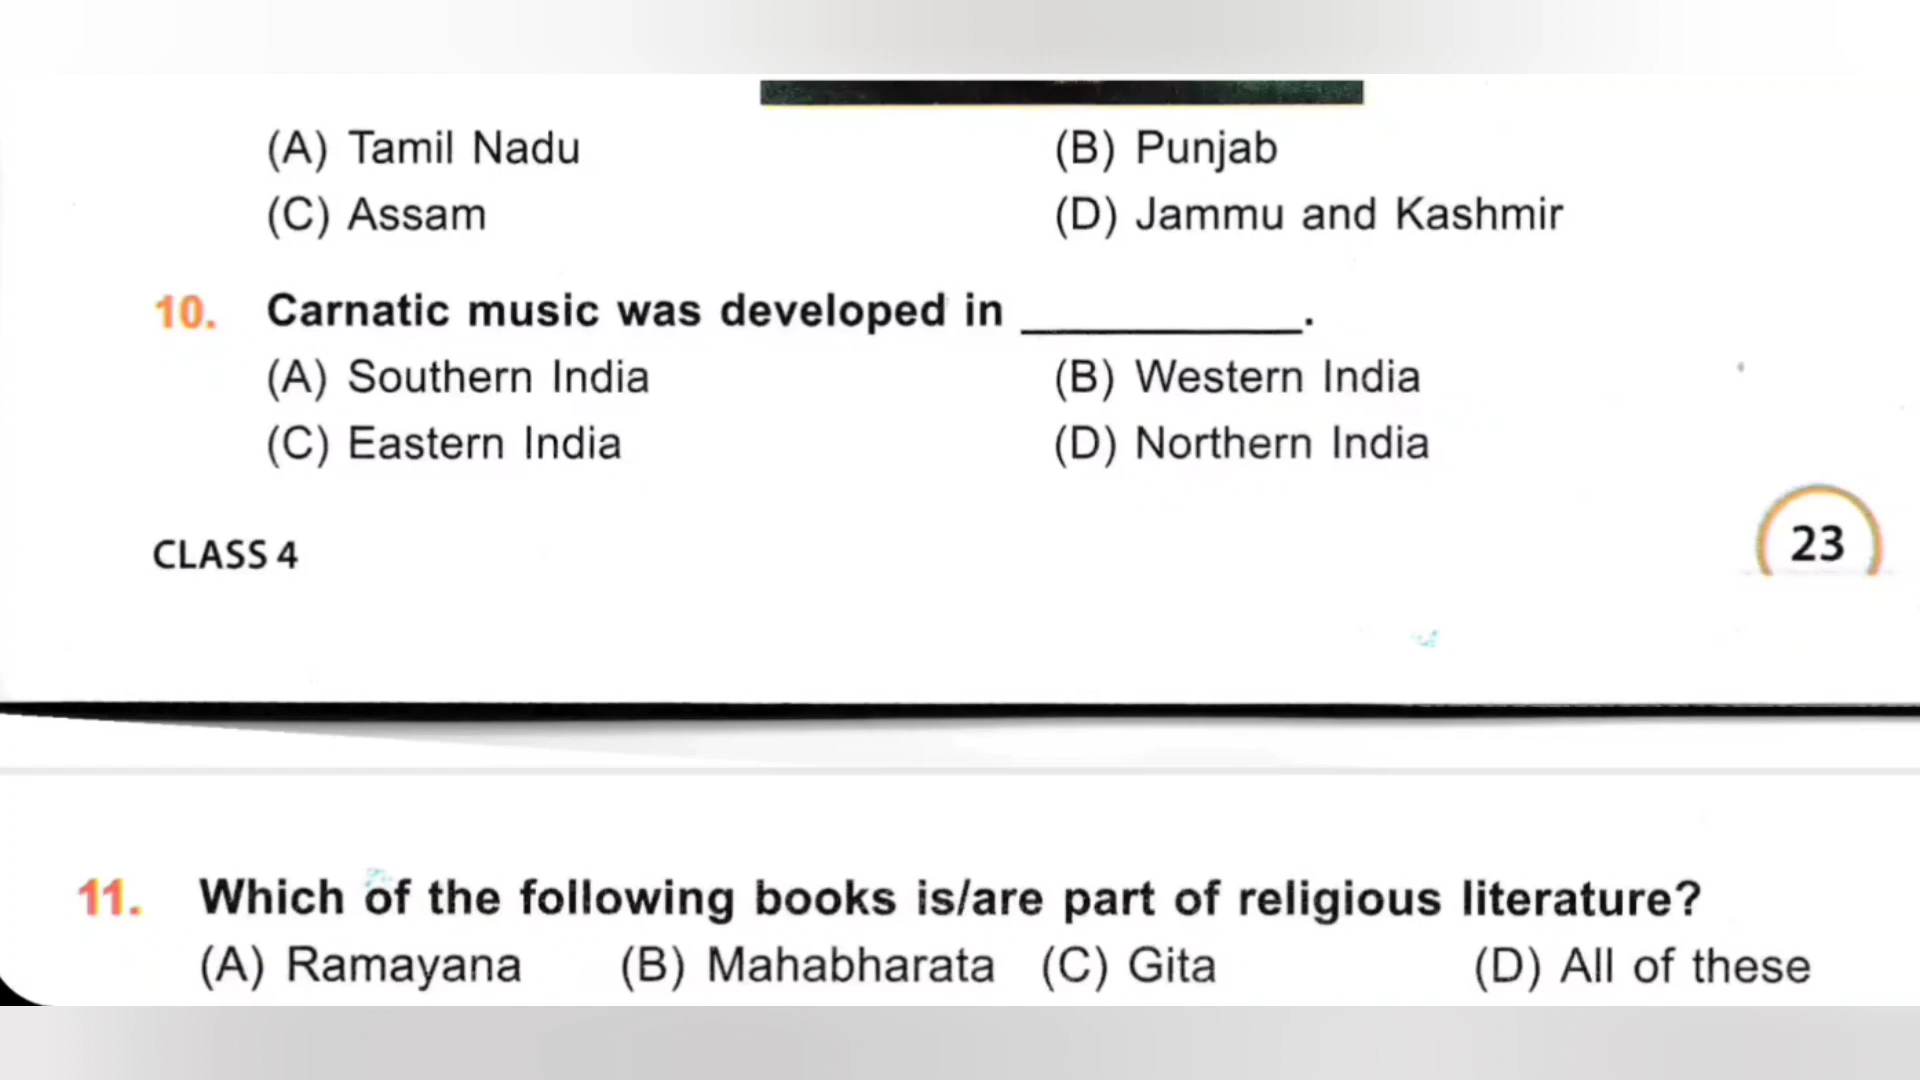 (A) Tamil Nadu (B) Punjab
(C) Assam (D) Jammu and Kashmir
10. Carnatic music was developed in ____________.
(A) Southern India (B) Western India
(C) Eastern India (D) Northern India
CLASS 4 23
11. Which of the following books is/are part of religious literature?
(A) Ramayana (B) Mahabharata (C) Gita (D) All of these